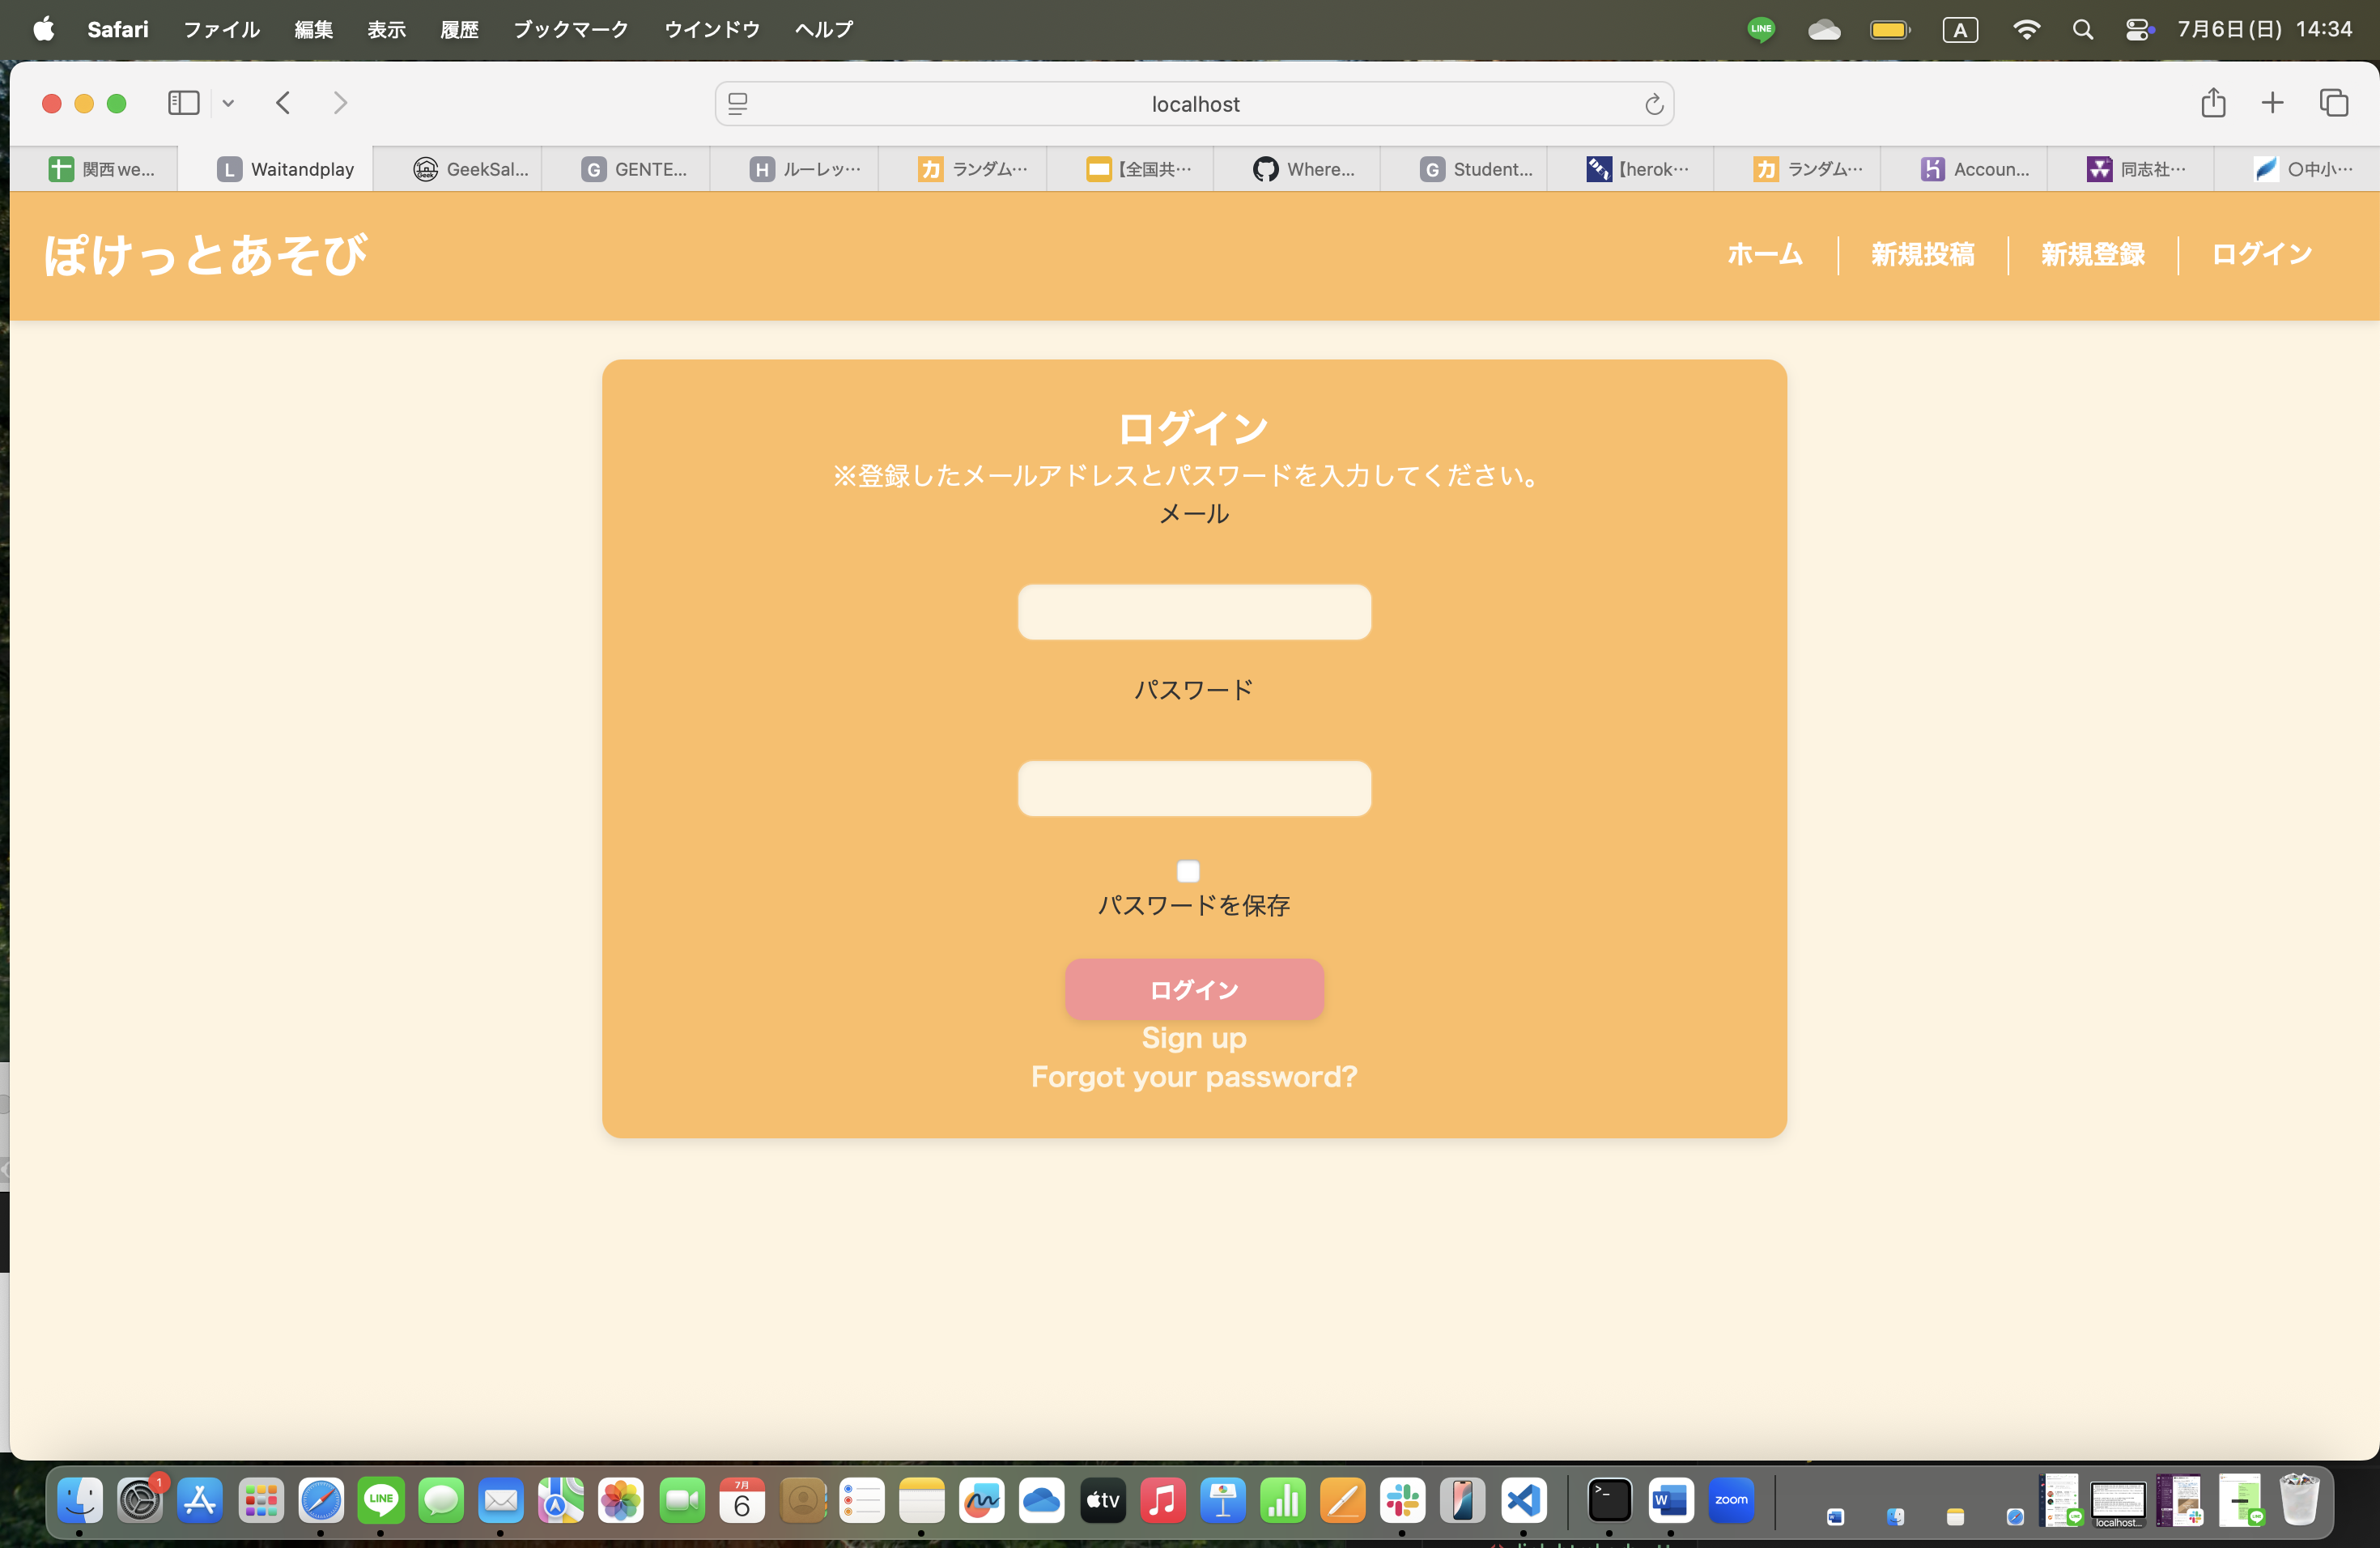 Safari ファイル 編集 表示 履歴 ブックマーク ウインドウ ヘルプ LINE A 7月6日(日) 14:34
localhost
関西we... L Waitandplay GeekSal... G GENTE... H ルーレッ… カ ランダム… 【全国共… Where... G Student... 【herok… カ ランダム… Accoun... 同志社… 〇中小…
ぽけっとあそび ホーム 新規投稿 新規登録 ログイン
ログイン
※登録したメールアドレスとパスワードを入力してください。
メール
パスワード
パスワードを保存
ログイン
Sign up
Forgot your password?
1 LINE 7月 6 tv >_ W zoom
localhost...